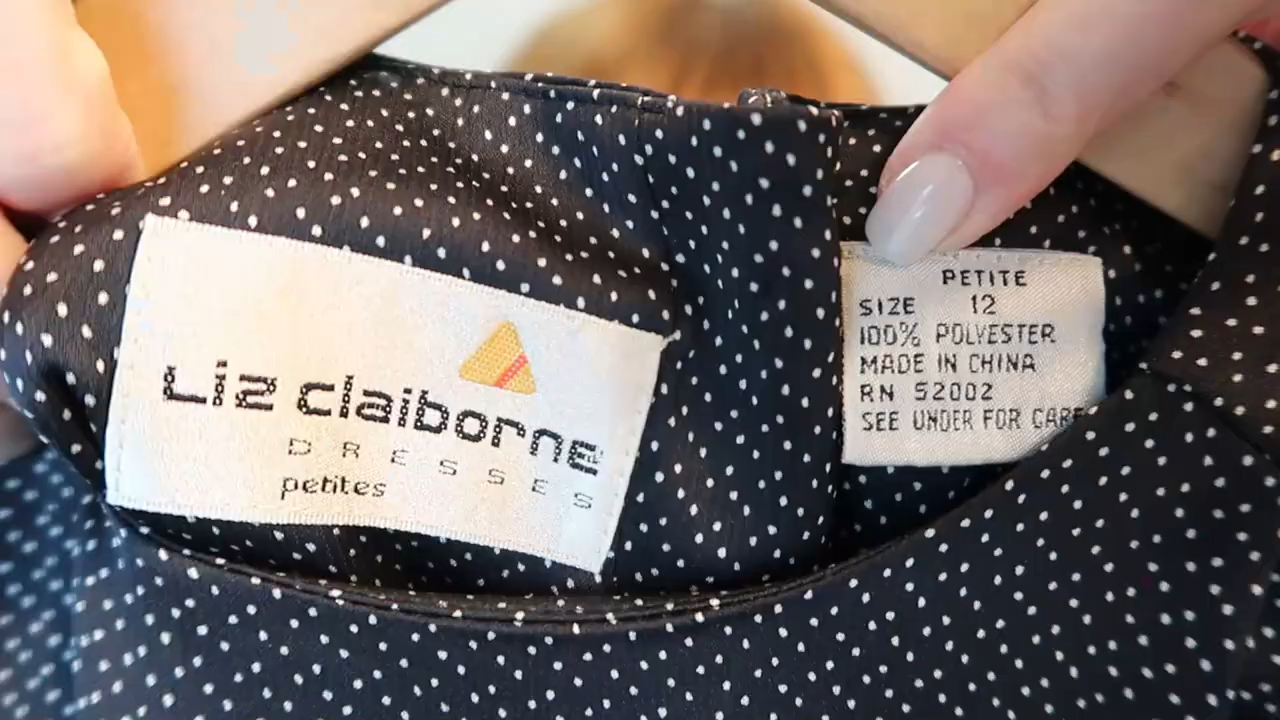 Liz claiborne
DRESSES
petites
PETITE
SIZE 12
100% POLYESTER
MADE IN CHINA
RN 52002
SEE UNDER FOR CARE